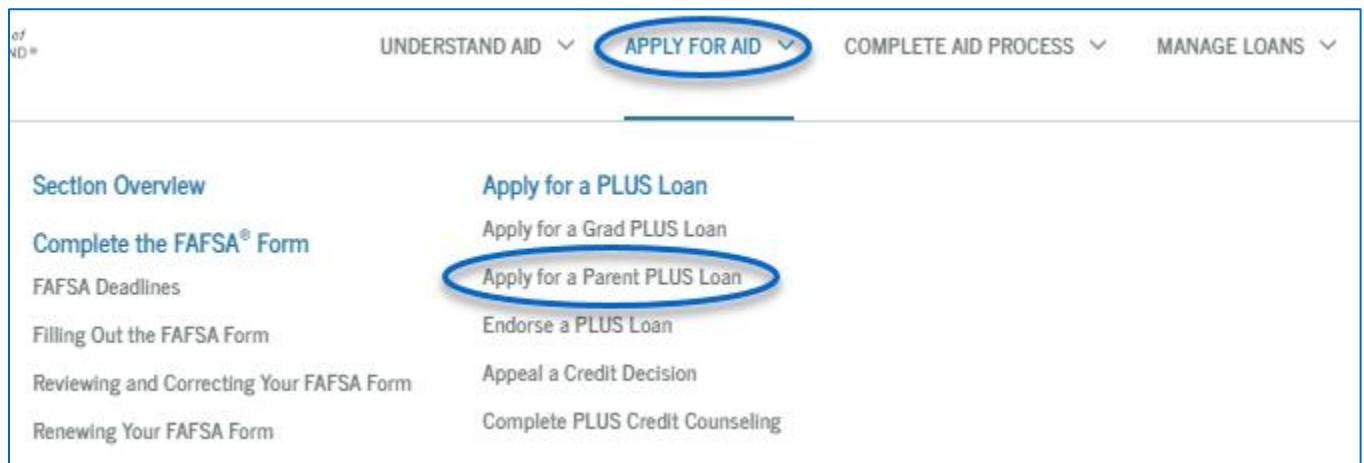 of
ND®
UNDERSTAND AID APPLY FOR AID COMPLETE AID PROCESS MANAGE LOANS
Section Overview
Complete the FAFSA® Form
FAFSA Deadlines
Filling Out the FAFSA Form
Reviewing and Correcting Your FAFSA Form
Renewing Your FAFSA Form
Apply for a PLUS Loan
Apply for a Grad PLUS Loan
Apply for a Parent PLUS Loan
Endorse a PLUS Loan
Appeal a Credit Decision
Complete PLUS Credit Counseling